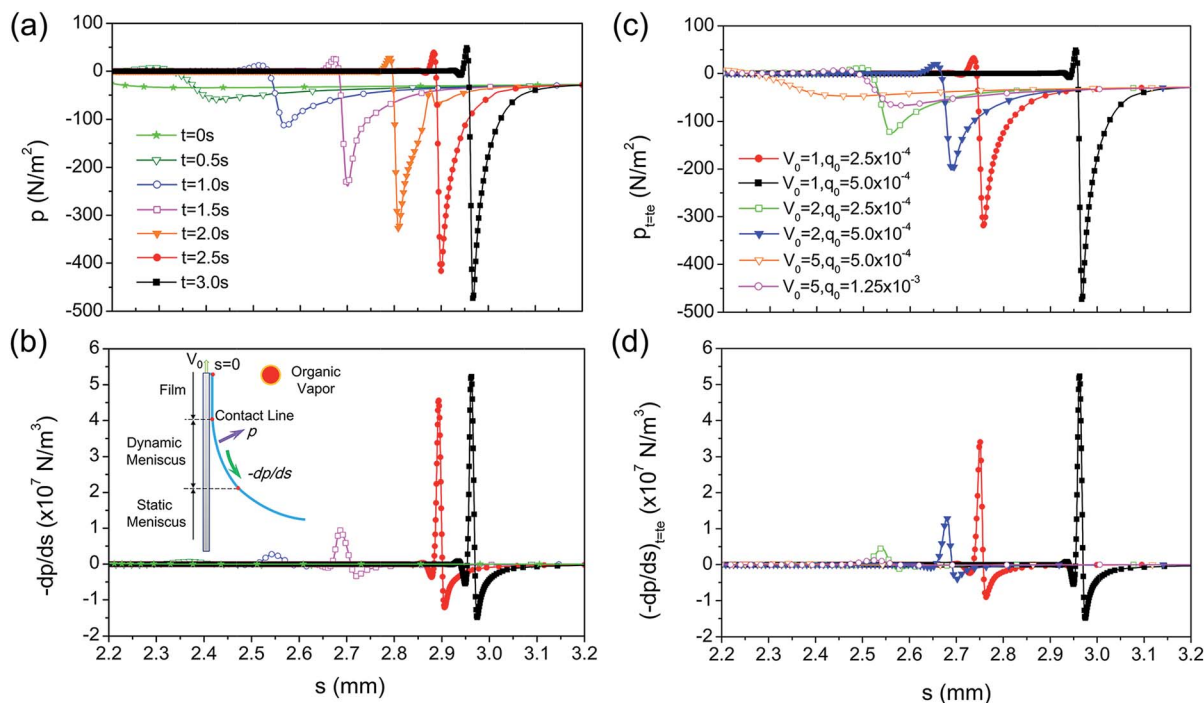 (a)
100
0
-100
-200
-300
-400
-500
p (N/m²)
t=0s
t=0.5s
t=1.0s
t=1.5s
t=2.0s
t=2.5s
t=3.0s
(c)
100
0
-100
-200
-300
-400
-500
p_t=te (N/m²)
V₀=1,q₀=2.5x10⁻⁴
V₀=1,q₀=5.0x10⁻⁴
V₀=2,q₀=2.5x10⁻⁴
V₀=2,q₀=5.0x10⁻⁴
V₀=5,q₀=5.0x10⁻⁴
V₀=5,q₀=1.25x10⁻³
(b)
6
5
4
3
2
1
0
-1
-2
-dp/ds (x10⁷ N/m³)
V₀ s=0
Organic
Vapor
Film
Contact Line
p
Dynamic
Meniscus
-dp/ds
Static
Meniscus
2.2 2.3 2.4 2.5 2.6 2.7 2.8 2.9 3.0 3.1 3.2
s (mm)
(d)
6
5
4
3
2
1
0
-1
-2
(-dp/ds)_t=te (x10⁷ N/m³)
2.2 2.3 2.4 2.5 2.6 2.7 2.8 2.9 3.0 3.1 3.2
s (mm)